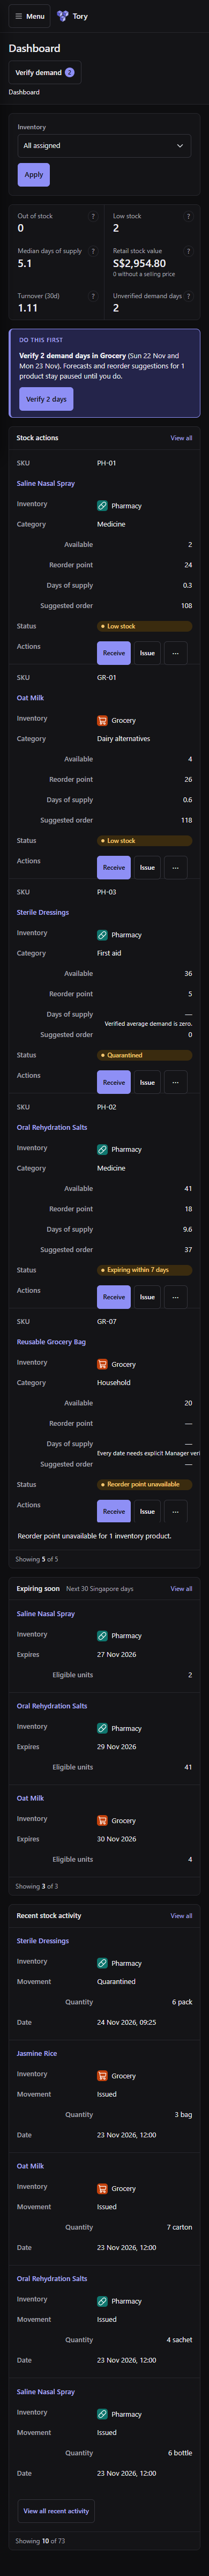 Menu Tory
Dashboard
Verify demand 2
Dashboard
Inventory
All assigned
Apply
Out of stock ?
0
Low stock ?
2
Median days of supply ?
5.1
Retail stock value ?
S$2,954.80
0 without a selling price
Turnover (30d) ?
1.11
Unverified demand days ?
2
DO THIS FIRST
Verify 2 demand days in Grocery (Sun 22 Nov and
Mon 23 Nov). Forecasts and reorder suggestions for 1
product stay paused until you do.
Verify 2 days
Stock actions View all
SKU PH-01
Saline Nasal Spray
Inventory Pharmacy
Category Medicine
Available 2
Reorder point 24
Days of supply 0.3
Suggested order 108
Status Low stock
Actions Receive Issue ...
SKU GR-01
Oat Milk
Inventory Grocery
Category Dairy alternatives
Available 4
Reorder point 26
Days of supply 0.6
Suggested order 118
Status Low stock
Actions Receive Issue ...
SKU PH-03
Sterile Dressings
Inventory Pharmacy
Category First aid
Available 36
Reorder point 5
Days of supply —
Verified average demand is zero.
Suggested order 0
Status Quarantined
Actions Receive Issue ...
SKU PH-02
Oral Rehydration Salts
Inventory Pharmacy
Category Medicine
Available 41
Reorder point 18
Days of supply 9.6
Suggested order 37
Status Expiring within 7 days
Actions Receive Issue ...
SKU GR-07
Reusable Grocery Bag
Inventory Grocery
Category Household
Available 20
Reorder point —
Days of supply —
Every date needs explicit Manager veri
Suggested order —
Status Reorder point unavailable
Actions Receive Issue ...
Reorder point unavailable for 1 inventory product.
Showing 5 of 5
Expiring soon Next 30 Singapore days View all
Saline Nasal Spray
Inventory Pharmacy
Expires 27 Nov 2026
Eligible units 2
Oral Rehydration Salts
Inventory Pharmacy
Expires 29 Nov 2026
Eligible units 41
Oat Milk
Inventory Grocery
Expires 30 Nov 2026
Eligible units 4
Showing 3 of 3
Recent stock activity View all
Sterile Dressings
Inventory Pharmacy
Movement Quarantined
Quantity 6 pack
Date 24 Nov 2026, 09:25
Jasmine Rice
Inventory Grocery
Movement Issued
Quantity 3 bag
Date 23 Nov 2026, 12:00
Oat Milk
Inventory Grocery
Movement Issued
Quantity 7 carton
Date 23 Nov 2026, 12:00
Oral Rehydration Salts
Inventory Pharmacy
Movement Issued
Quantity 4 sachet
Date 23 Nov 2026, 12:00
Saline Nasal Spray
Inventory Pharmacy
Movement Issued
Quantity 6 bottle
Date 23 Nov 2026, 12:00
View all recent activity
Showing 10 of 73